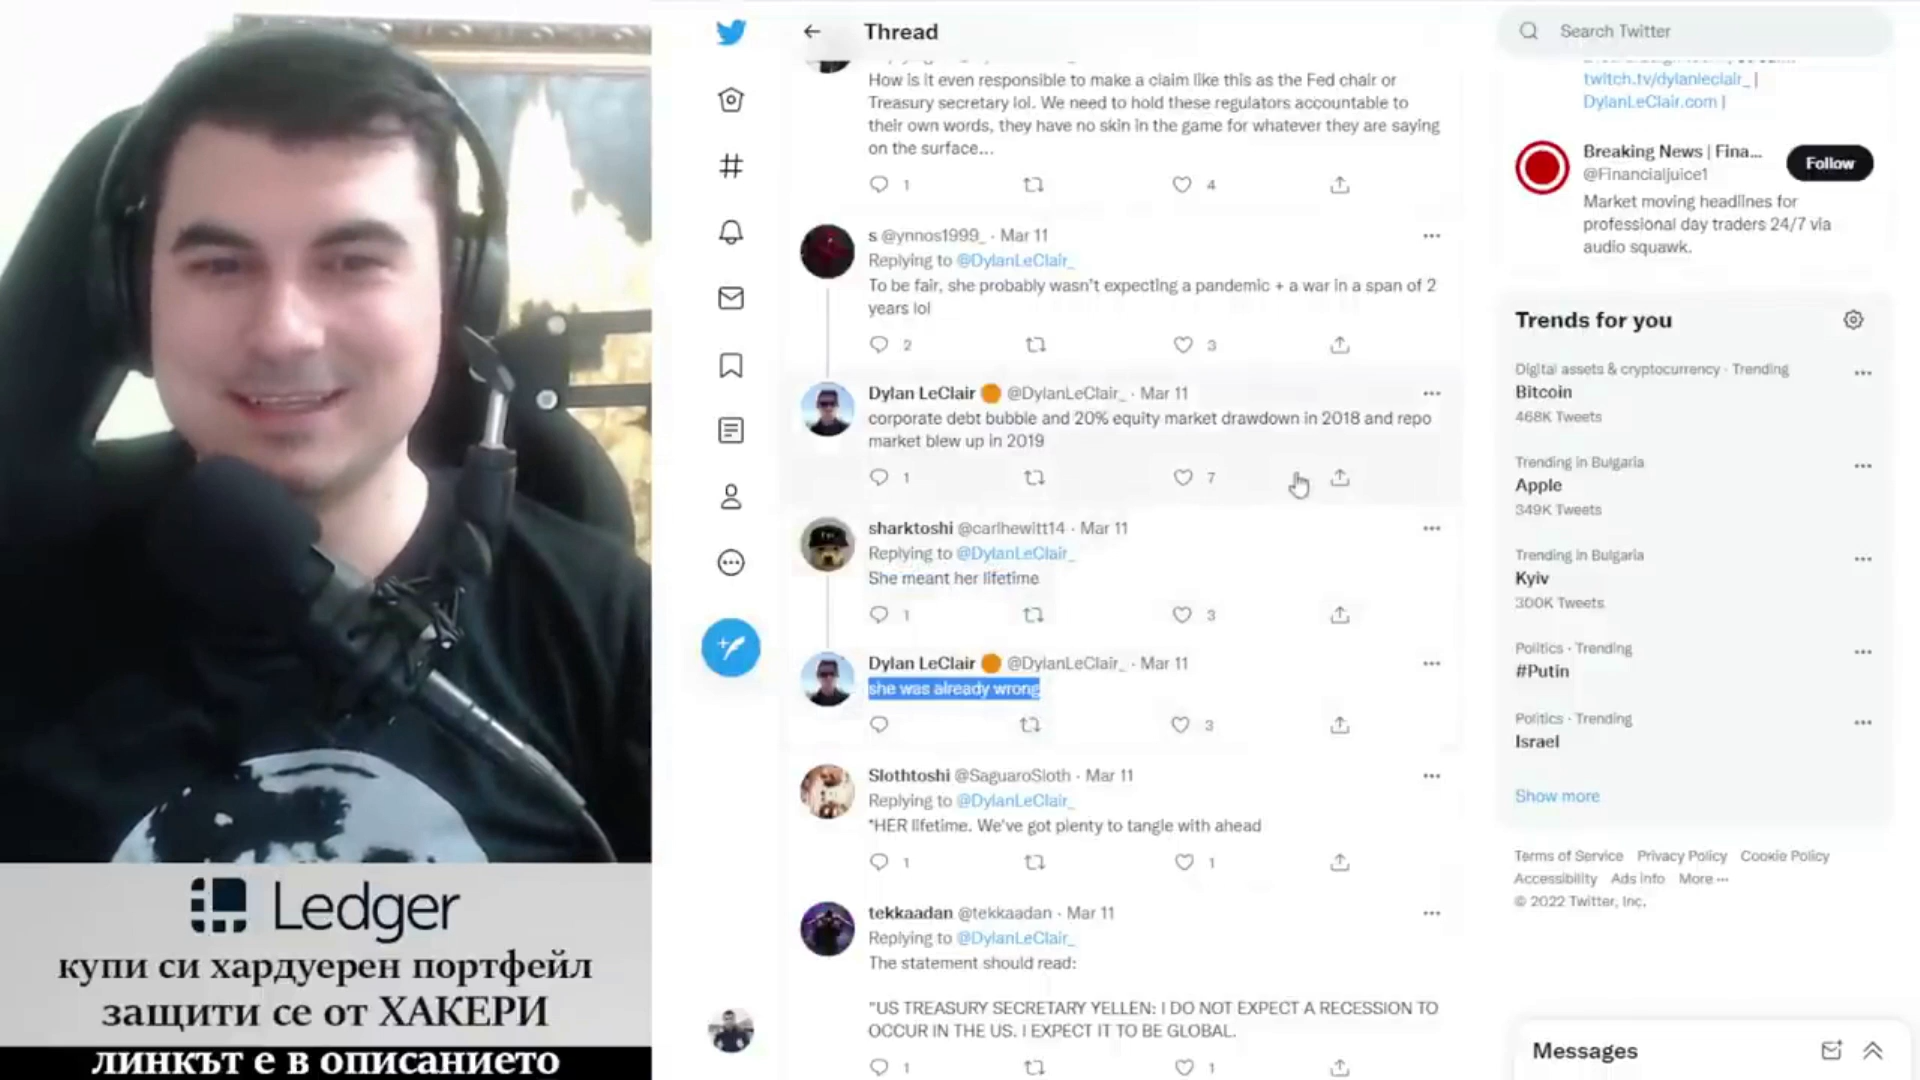 Thread
How is it even responsible to make a claim like this as the Fed chair or
Treasury secretary lol. We need to hold these regulators accountable to
their own words, they have no skin in the game for whatever they are saying
on the surface...
1
4
s @ynnos1999_ · Mar 11
Replying to @DylanLeClair_
To be fair, she probably wasn't expecting a pandemic + a war in a span of 2
years lol
2
3
Dylan LeClair @DylanLeClair_ · Mar 11
corporate debt bubble and 20% equity market drawdown in 2018 and repo
market blew up in 2019
1
7
sharktoshi @carlhewitt14 · Mar 11
Replying to @DylanLeClair_
She meant her lifetime
1
3
Dylan LeClair @DylanLeClair_ · Mar 11
she was already wrong
3
Slothtoshi @SaguaroSloth · Mar 11
Replying to @DylanLeClair_
*HER lifetime. We've got plenty to tangle with ahead
1
1
tekkaadan @tekkaadan · Mar 11
Replying to @DylanLeClair_
The statement should read:
"US TREASURY SECRETARY YELLEN: I DO NOT EXPECT A RECESSION TO
OCCUR IN THE US. I EXPECT IT TO BE GLOBAL.
1
1
Search Twitter
twitch.tv/dylanleclair_ |
DylanLeClair.com |
Breaking News | Fina...
@Financialjuice1
Follow
Market moving headlines for
professional day traders 24/7 via
audio squawk.
Trends for you
Digital assets & cryptocurrency · Trending
Bitcoin
468K Tweets
Trending in Bulgaria
Apple
349K Tweets
Trending in Bulgaria
Kyiv
300K Tweets
Politics · Trending
#Putin
Politics · Trending
Israel
Show more
Terms of Service Privacy Policy Cookie Policy
Accessibility Ads info More ...
© 2022 Twitter, Inc.
Messages
Ledger
купи си хардуерен портфейл
защити се от ХАКЕРИ
линкът е в описанието